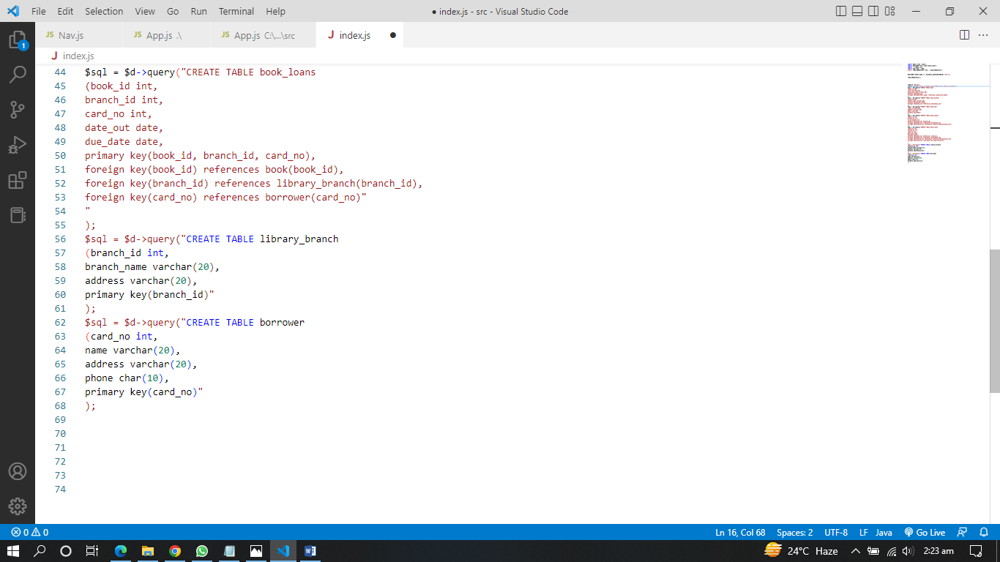 File Edit Selection View Go Run Terminal Help ● index.js - src - Visual Studio Code
JS Nav.js JS App.js .\ JS App.js C:\...\src J index.js ●
J index.js
44 $sql = $d->query("CREATE TABLE book_loans
45 (book_id int,
46 branch_id int,
47 card_no int,
48 date_out date,
49 due_date date,
50 primary key(book_id, branch_id, card_no),
51 foreign key(book_id) references book(book_id),
52 foreign key(branch_id) references library_branch(branch_id),
53 foreign key(card_no) references borrower(card_no)"
54 "
55 );
56 $sql = $d->query("CREATE TABLE library_branch
57 (branch_id int,
58 branch_name varchar(20),
59 address varchar(20),
60 primary key(branch_id)"
61 );
62 $sql = $d->query("CREATE TABLE borrower
63 (card_no int,
64 name varchar(20),
65 address varchar(20),
66 phone char(10),
67 primary key(card_no)"
68 );
69
70
71
72
73
74
1
0 0 Ln 16, Col 68 Spaces: 2 UTF-8 LF Java Go Live
24°C Haze 2:23 am